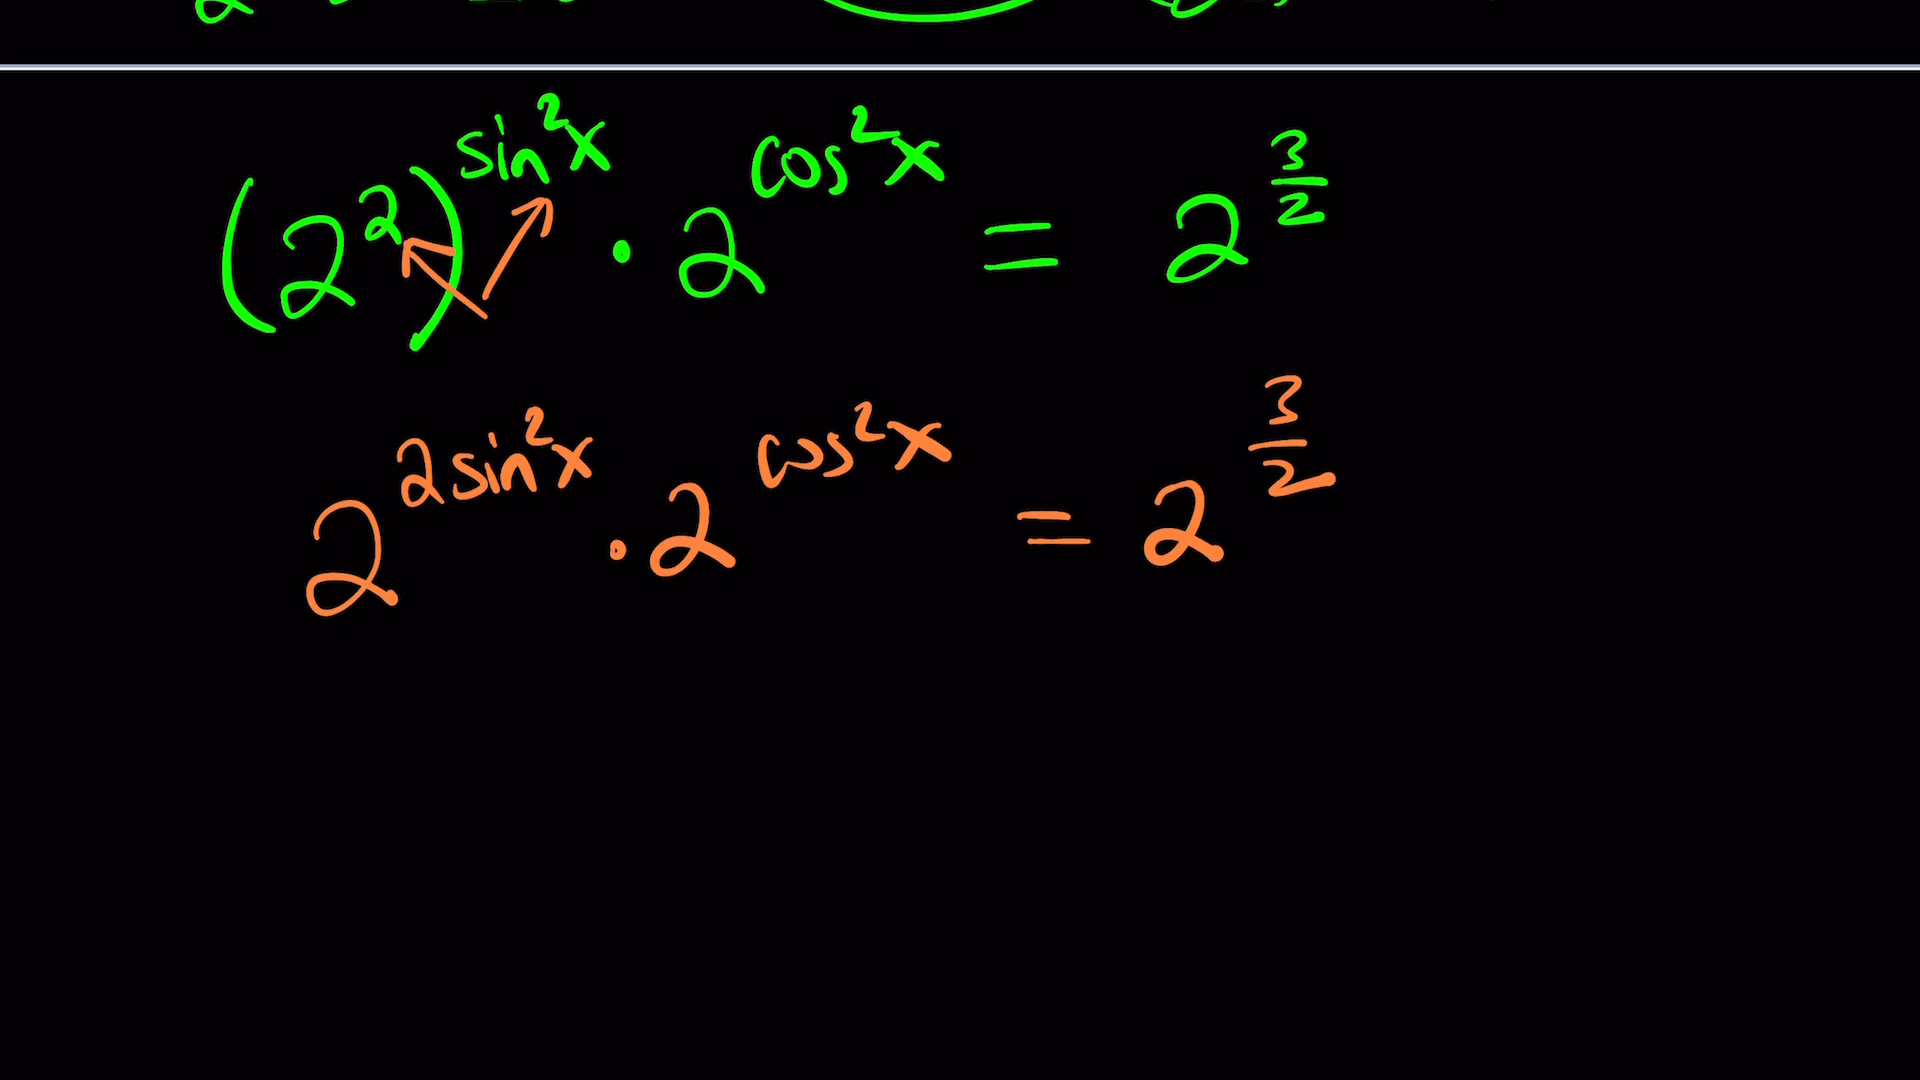 (2²)^sin²x · 2^cos²x = 2^3/2
2^2sin²x · 2^cos²x = 2^3/2